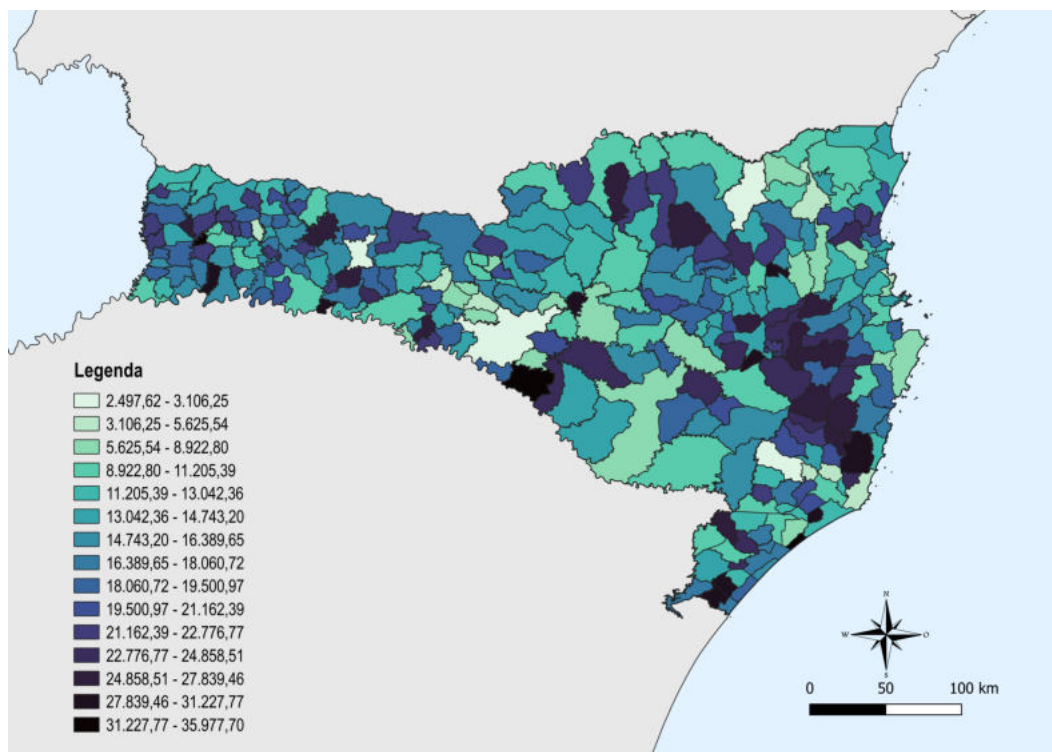 Legenda
2.497,62 - 3.106,25
3.106,25 - 5.625,54
5.625,54 - 8.922,80
8.922,80 - 11.205,39
11.205,39 - 13.042,36
13.042,36 - 14.743,20
14.743,20 - 16.389,65
16.389,65 - 18.060,72
18.060,72 - 19.500,97
19.500,97 - 21.162,39
21.162,39 - 22.776,77
22.776,77 - 24.858,51
24.858,51 - 27.839,46
27.839,46 - 31.227,77
31.227,77 - 35.977,70
N
W O
S
0 50 100 km